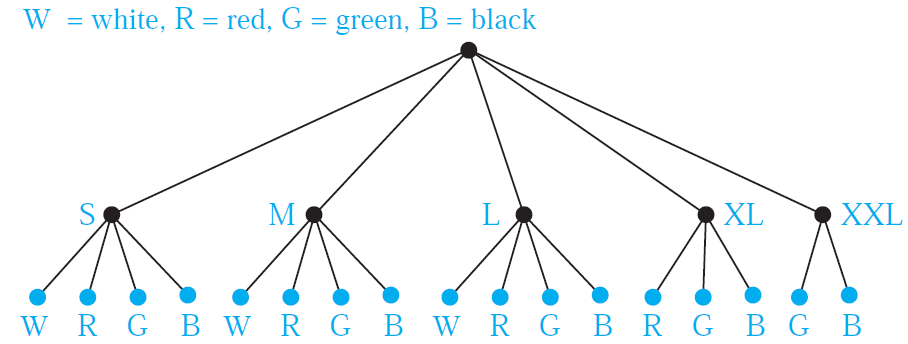 W = white, R = red, G = green, B = black
S M L XL XXL
W R G B W R G B W R G B R G B G B